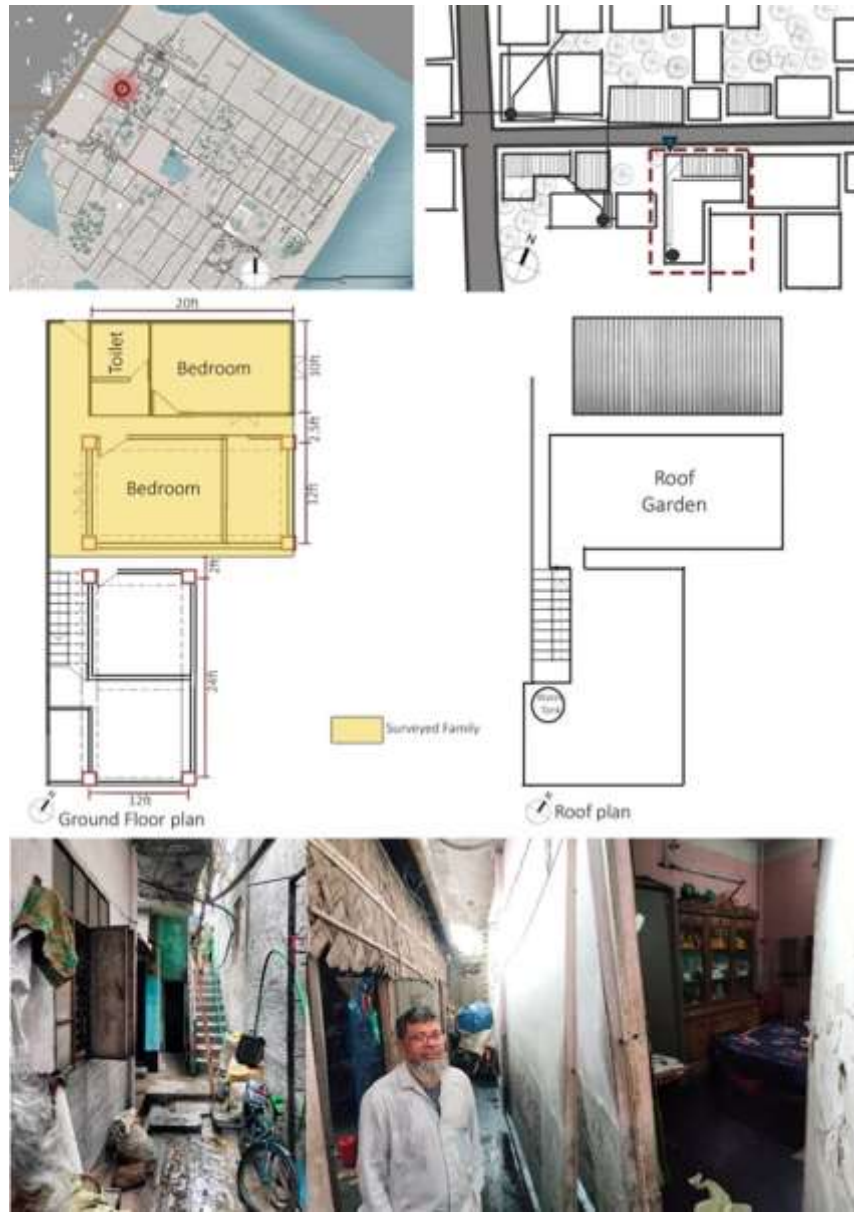 N
N
20ft
Toilet
Bedroom
10ft
2.5ft
Bedroom
12ft
2ft
24ft
12ft
N
Ground Floor plan
Surveyed Family
Roof
Garden
Water
Tank
N
Roof plan